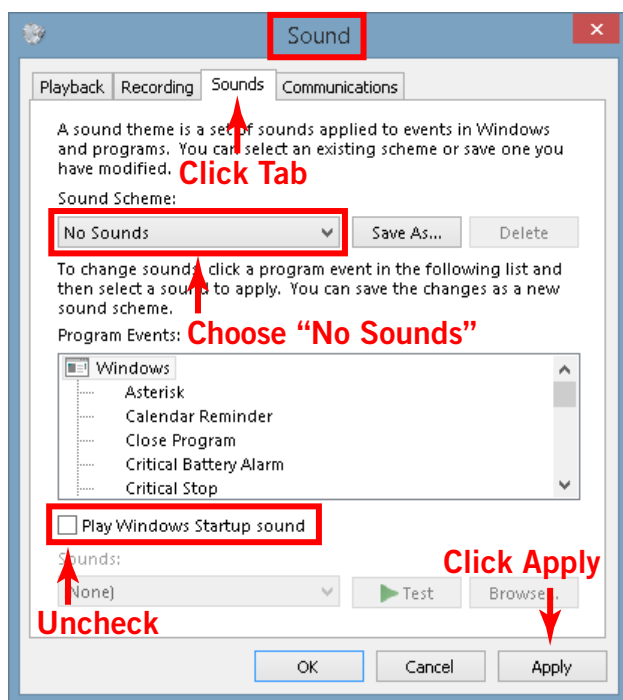 Sound
Playback Recording Sounds Communications
A sound theme is a set of sounds applied to events in Windows
and programs. You can select an existing scheme or save one you
have modified.
Click Tab
Sound Scheme:
No Sounds Save As... Delete
To change sounds, click a program event in the following list and
then select a sound to apply. You can save the changes as a new
sound scheme.
Choose “No Sounds”
Program Events:
Windows
Asterisk
Calendar Reminder
Close Program
Critical Battery Alarm
Critical Stop
Play Windows Startup sound
Sounds:
Click Apply
(None) Test Browse...
Uncheck
OK Cancel Apply